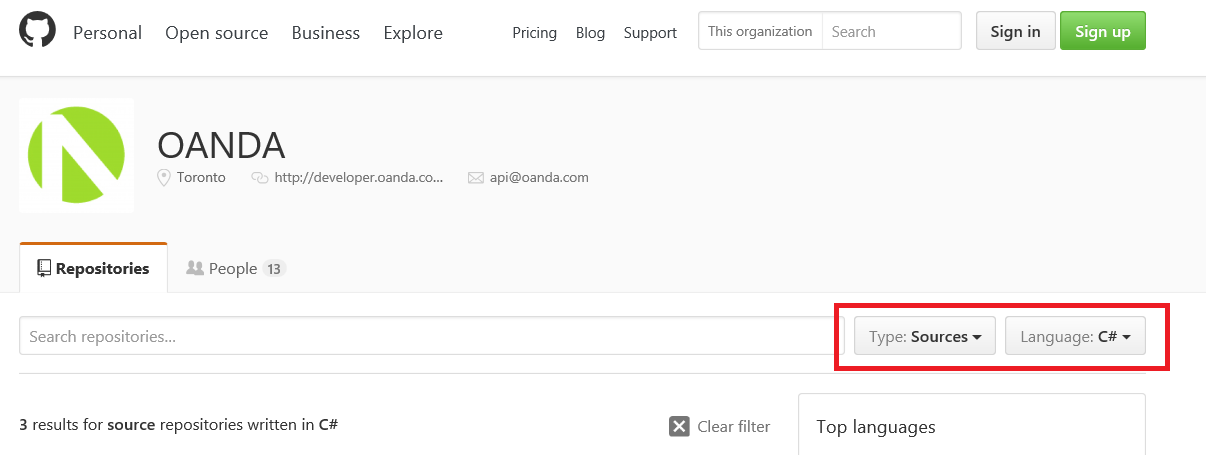 Personal Open source Business Explore Pricing Blog Support This organization Search Sign in Sign up
OANDA
Toronto http://developer.oanda.co... api@oanda.com
Repositories People 13
Search repositories... Type: Sources Language: C#
3 results for source repositories written in C# Clear filter Top languages